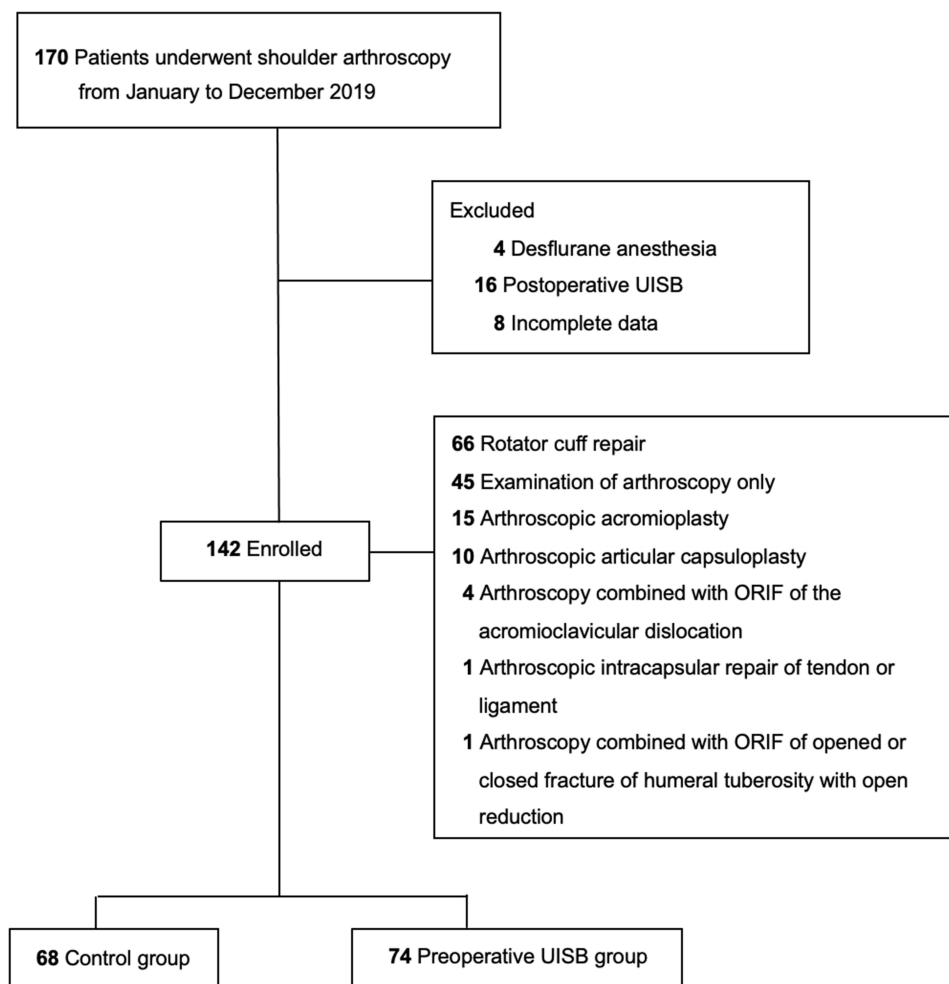 170 Patients underwent shoulder arthroscopy
from January to December 2019
Excluded
4 Desflurane anesthesia
16 Postoperative UISB
8 Incomplete data
66 Rotator cuff repair
45 Examination of arthroscopy only
15 Arthroscopic acromioplasty
10 Arthroscopic articular capsuloplasty
4 Arthroscopy combined with ORIF of the
acromioclavicular dislocation
1 Arthroscopic intracapsular repair of tendon or
ligament
1 Arthroscopy combined with ORIF of opened or
closed fracture of humeral tuberosity with open
reduction
142 Enrolled
68 Control group
74 Preoperative UISB group